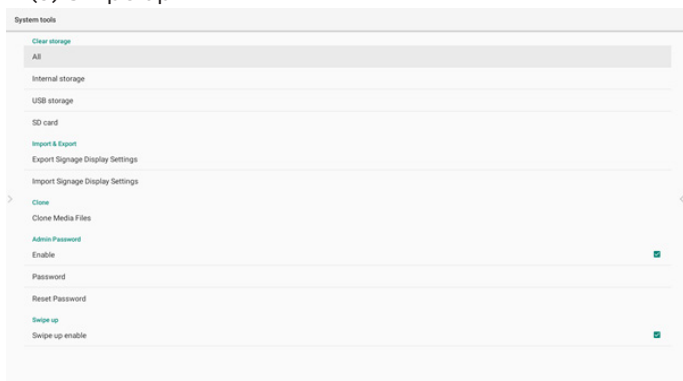 System tools
Clear storage
All
Internal storage
USB storage
SD card
Import & Export
Export Signage Display Settings
Import Signage Display Settings
Clone
Clone Media Files
Admin Password
Enable
Password
Reset Password
Swipe up
Swipe up enable